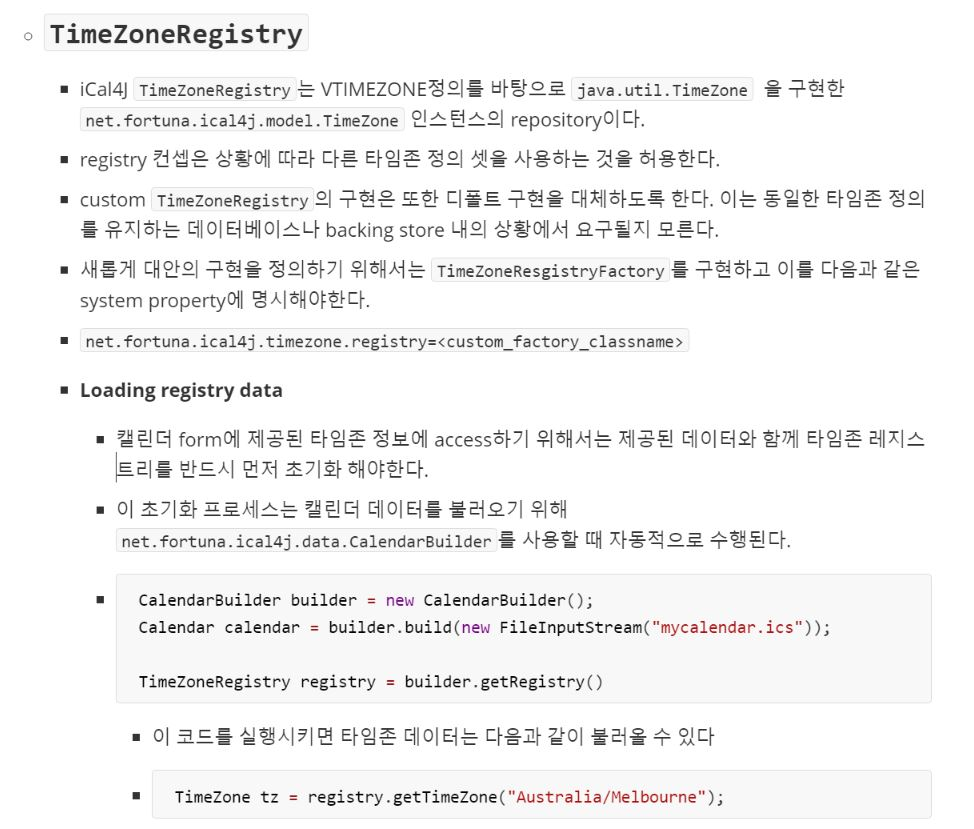 TimeZoneRegistry
iCal4J TimeZoneRegistry 는 VTIMEZONE정의를 바탕으로 java.util.TimeZone 을 구현한
net.fortuna.ical4j.model.TimeZone 인스턴스의 repository이다.
registry 컨셉은 상황에 따라 다른 타임존 정의 셋을 사용하는 것을 허용한다.
custom TimeZoneRegistry 의 구현은 또한 디폴트 구현을 대체하도록 한다. 이는 동일한 타임존 정의
를 유지하는 데이터베이스나 backing store 내의 상황에서 요구될지 모른다.
새롭게 대안의 구현을 정의하기 위해서는 TimeZoneResgistryFactory 를 구현하고 이를 다음과 같은
system property에 명시해야한다.
net.fortuna.ical4j.timezone.registry=<custom_factory_classname>
Loading registry data
캘린더 form에 제공된 타임존 정보에 access하기 위해서는 제공된 데이터와 함께 타임존 레지스
트리를 반드시 먼저 초기화 해야한다.
이 초기화 프로세스는 캘린더 데이터를 불러오기 위해
net.fortuna.ical4j.data.CalendarBuilder 를 사용할 때 자동적으로 수행된다.
CalendarBuilder builder = new CalendarBuilder();
Calendar calendar = builder.build(new FileInputStream("mycalendar.ics"));
TimeZoneRegistry registry = builder.getRegistry()
이 코드를 실행시키면 타임존 데이터는 다음과 같이 불러올 수 있다
TimeZone tz = registry.getTimeZone("Australia/Melbourne");